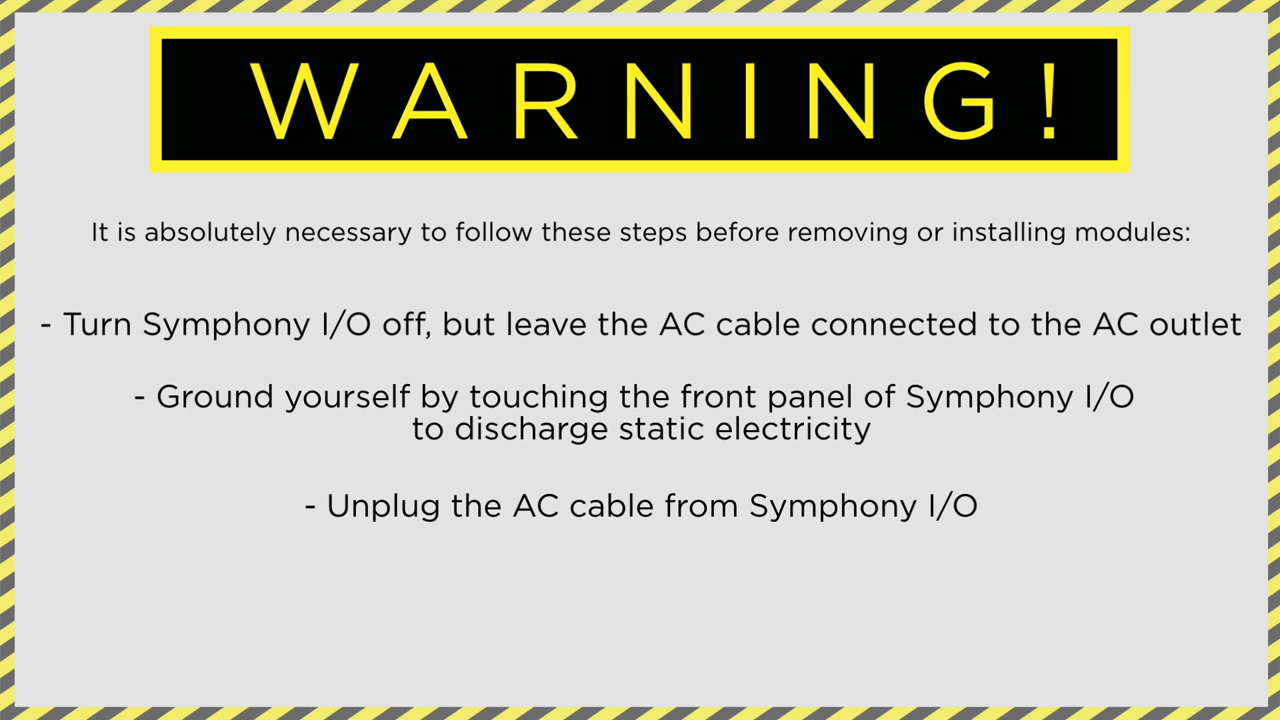 WARNING!
It is absolutely necessary to follow these steps before removing or installing modules:
- Turn Symphony I/O off, but leave the AC cable connected to the AC outlet
- Ground yourself by touching the front panel of Symphony I/O
to discharge static electricity
- Unplug the AC cable from Symphony I/O